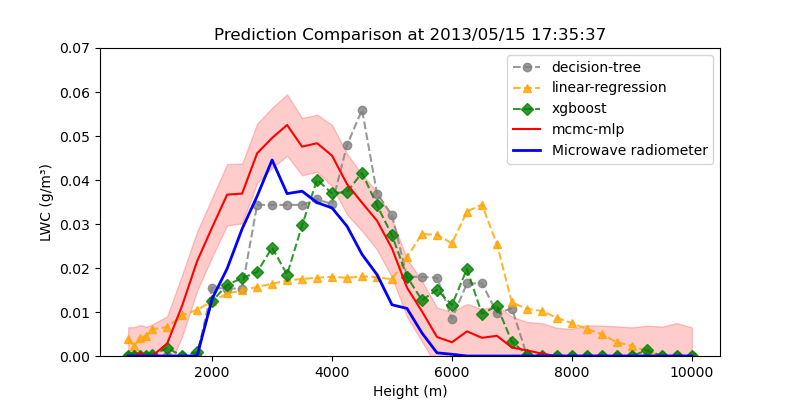 Prediction Comparison at 2013/05/15 17:35:37
0.07
0.06
0.05
0.04
0.03
0.02
0.01
0.00
LWC (g/m³)
decision-tree
linear-regression
xgboost
mcmc-mlp
Microwave radiometer
2000 4000 6000 8000 10000
Height (m)